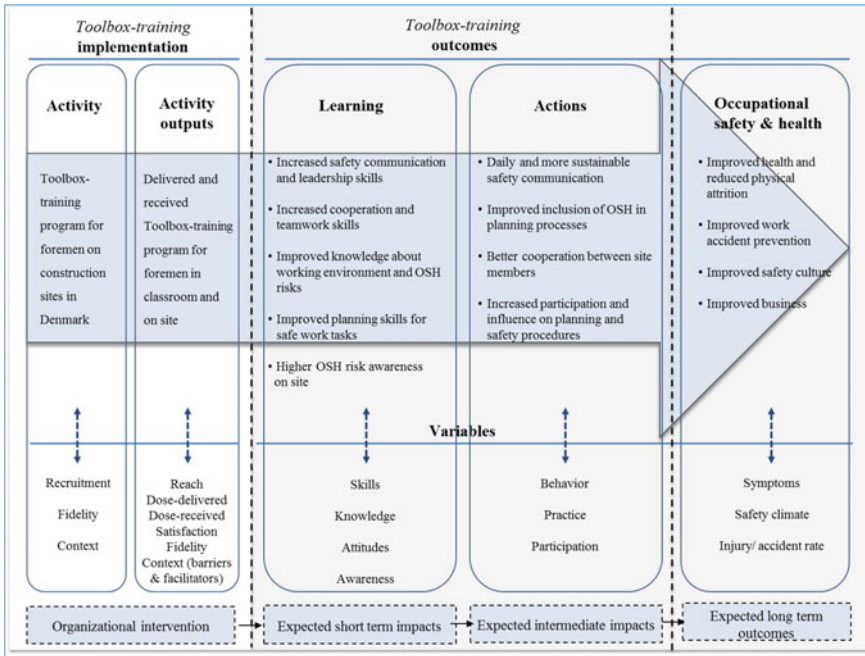 Toolbox-training
implementation
Toolbox-training
outcomes
Activity
Toolbox-
training
program for
foremen on
construction
sites in
Denmark
Activity
outputs
Delivered and
received
Toolbox-training
program for
foremen in
classroom and
on site
Learning
• Increased safety communication
and leadership skills
• Increased cooperation and
teamwork skills
• Improved knowledge about
working environment and OSH
risks
• Improved planning skills for
safe work tasks
• Higher OSH risk awareness
on site
Actions
• Daily and more sustainable
safety communication
• Improved inclusion of OSH in
planning processes
• Better cooperation between site
members
• Increased participation and
influence on planning and
safety procedures
Occupational
safety & health
• Improved health and
reduced physical
attrition
• Improved work
accident prevention
• Improved safety culture
• Improved business
Variables
Recruitment
Fidelity
Context
Reach
Dose-delivered
Dose-received
Satisfaction
Fidelity
Context (barriers
& facilitators)
Skills
Knowledge
Attitudes
Awareness
Behavior
Practice
Participation
Symptoms
Safety climate
Injury/ accident rate
Organizational intervention
Expected short term impacts
Expected intermediate impacts
Expected long term
outcomes